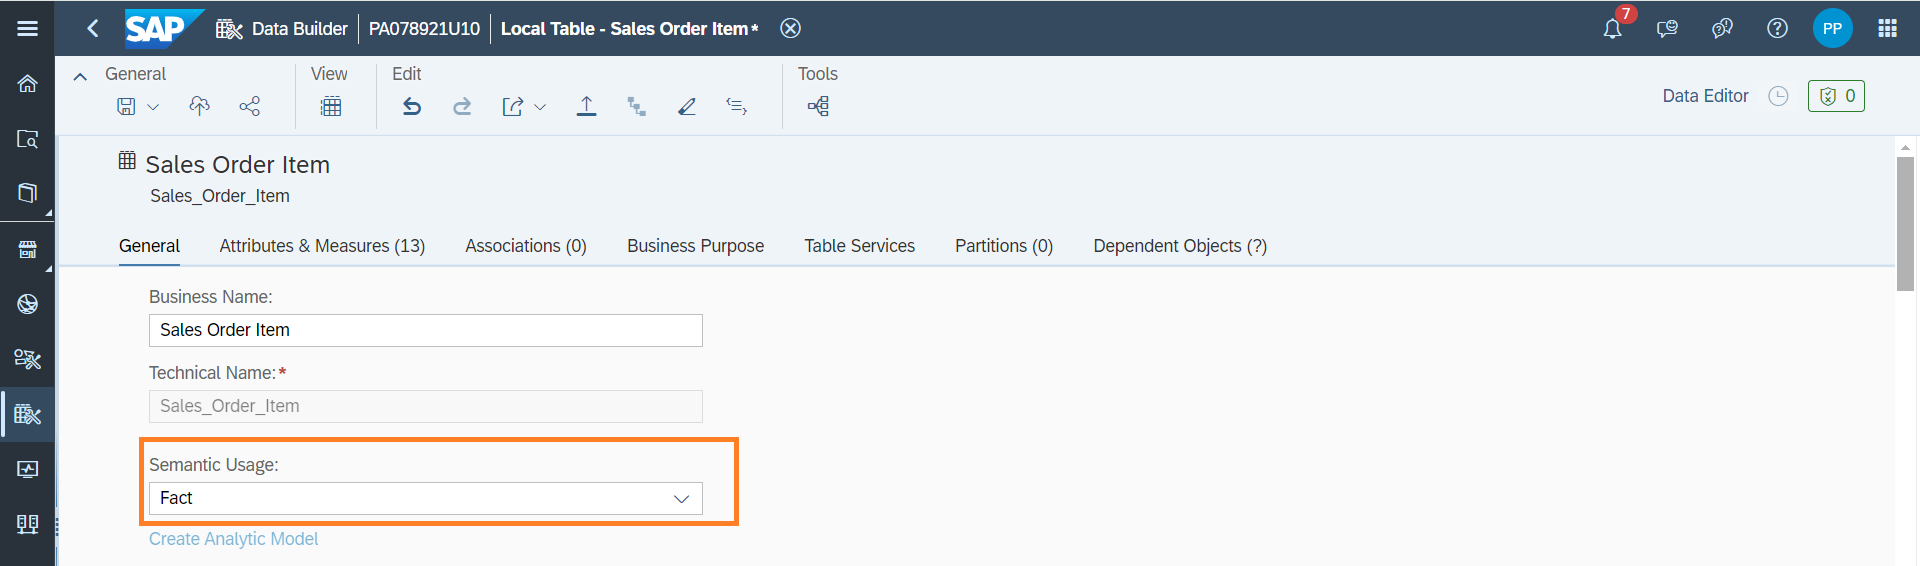 SAP Data Builder PA078921U10 Local Table - Sales Order Item* 7 PP
General View Edit Tools
Data Editor 0
Sales Order Item
Sales_Order_Item
General Attributes & Measures (13) Associations (0) Business Purpose Table Services Partitions (0) Dependent Objects (?)
Business Name:
Sales Order Item
Technical Name:*
Sales_Order_Item
Semantic Usage:
Fact
Create Analytic Model